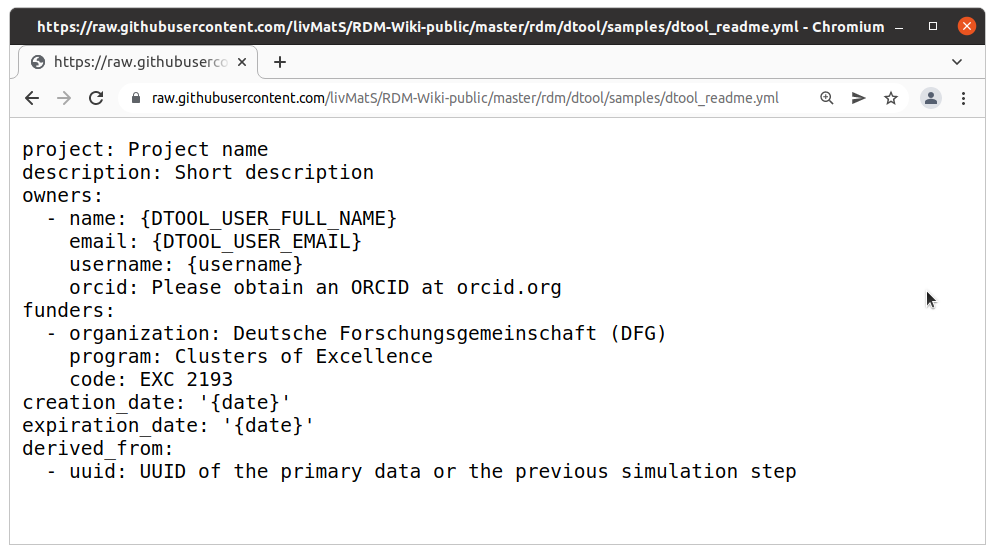 https://raw.githubusercontent.com/livMatS/RDM-Wiki-public/master/rdm/dtool/samples/dtool_readme.yml - Chromium
https://raw.githubuserco
raw.githubusercontent.com/livMatS/RDM-Wiki-public/master/rdm/dtool/samples/dtool_readme.yml
project: Project name
description: Short description
owners:
  - name: {DTOOL_USER_FULL_NAME}
    email: {DTOOL_USER_EMAIL}
    username: {username}
    orcid: Please obtain an ORCID at orcid.org
funders:
  - organization: Deutsche Forschungsgemeinschaft (DFG)
    program: Clusters of Excellence
    code: EXC 2193
creation_date: '{date}'
expiration_date: '{date}'
derived_from:
  - uuid: UUID of the primary data or the previous simulation step